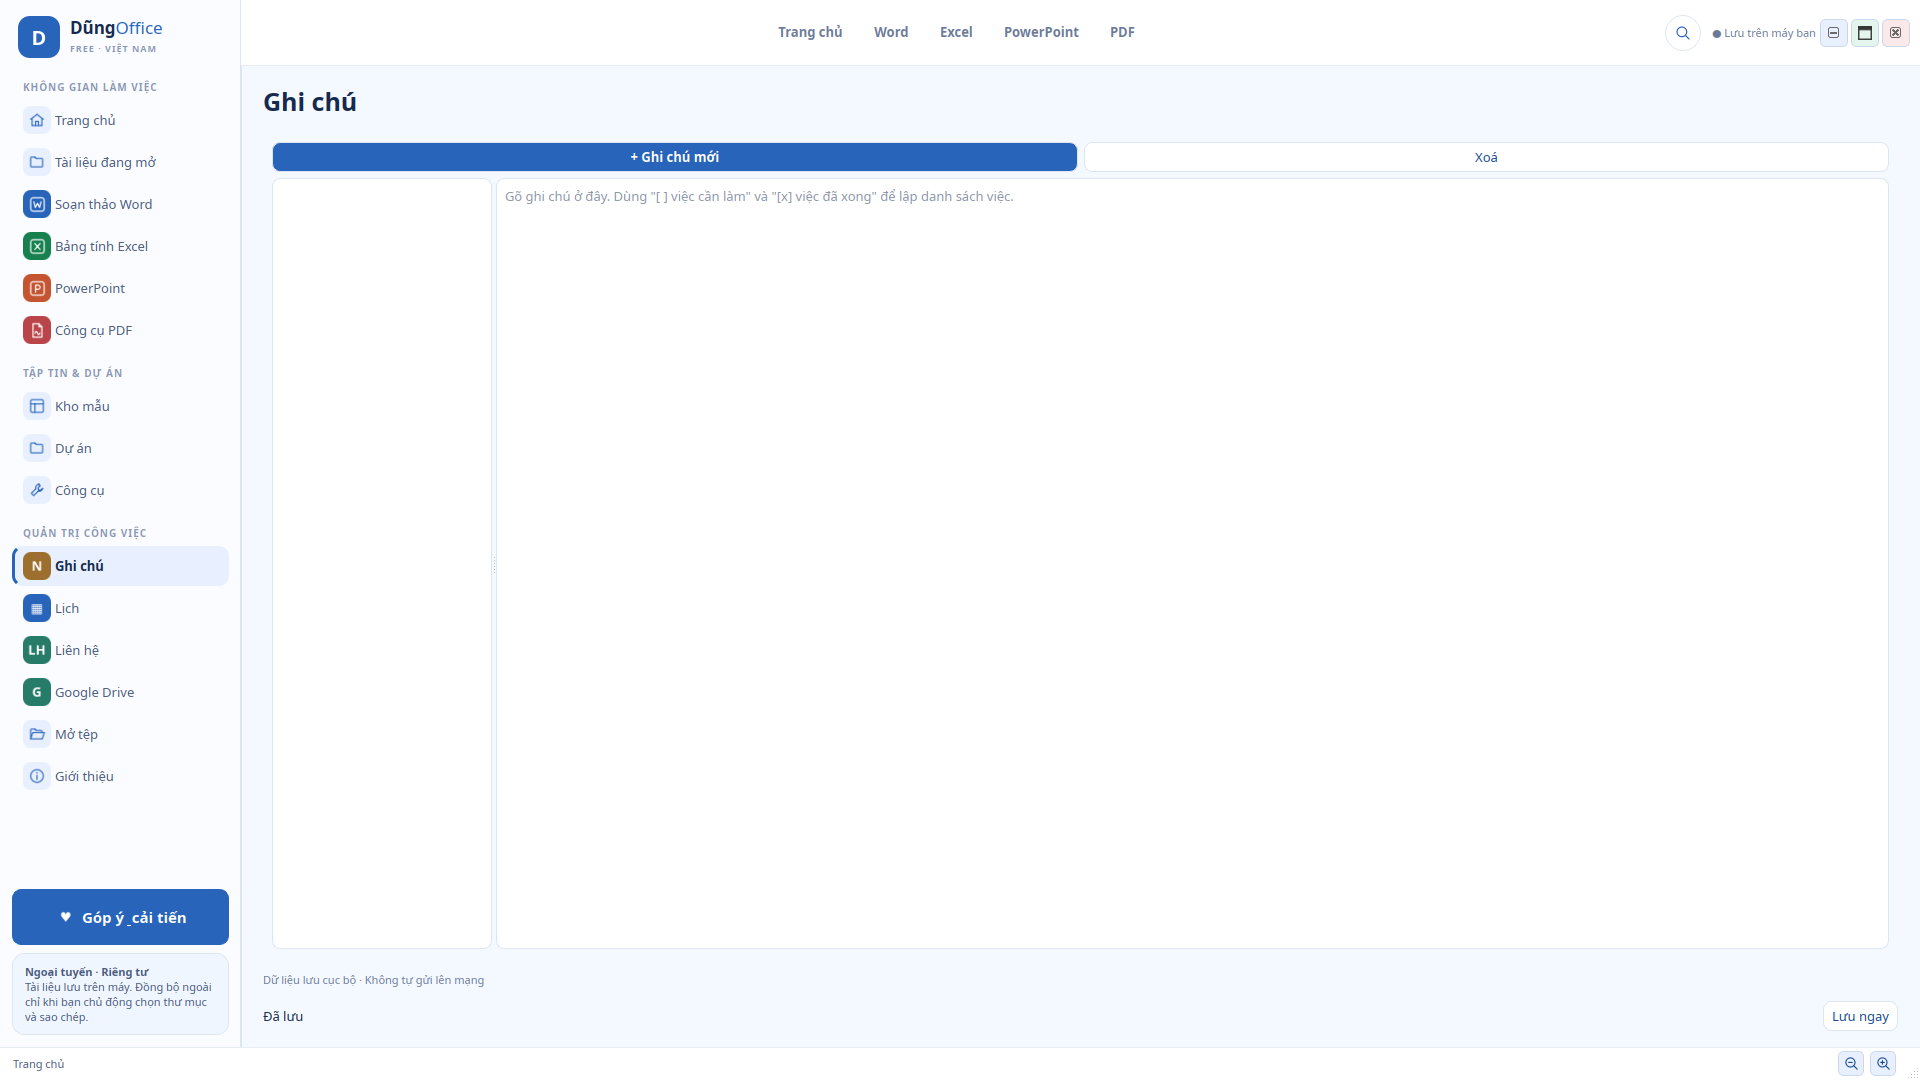 D
DũngOffice
FREE · VIỆT NAM
Trang chủ
Word
Excel
PowerPoint
PDF
● Lưu trên máy bạn
KHÔNG GIAN LÀM VIỆC
Trang chủ
Tài liệu đang mở
Soạn thảo Word
Bảng tính Excel
PowerPoint
Công cụ PDF
TẬP TIN & DỰ ÁN
Kho mẫu
Dự án
Công cụ
QUẢN TRỊ CÔNG VIỆC
N Ghi chú
Lịch
LH Liên hệ
G Google Drive
Mở tệp
Giới thiệu
♥ Góp ý _cải tiến
Ngoại tuyến · Riêng tư
Tài liệu lưu trên máy. Đồng bộ ngoài
chỉ khi bạn chủ động chọn thư mục
và sao chép.
Ghi chú
+ Ghi chú mới
Xoá
Gõ ghi chú ở đây. Dùng "[ ] việc cần làm" và "[x] việc đã xong" để lập danh sách việc.
Dữ liệu lưu cục bộ · Không tự gửi lên mạng
Đã lưu
Lưu ngay
Trang chủ